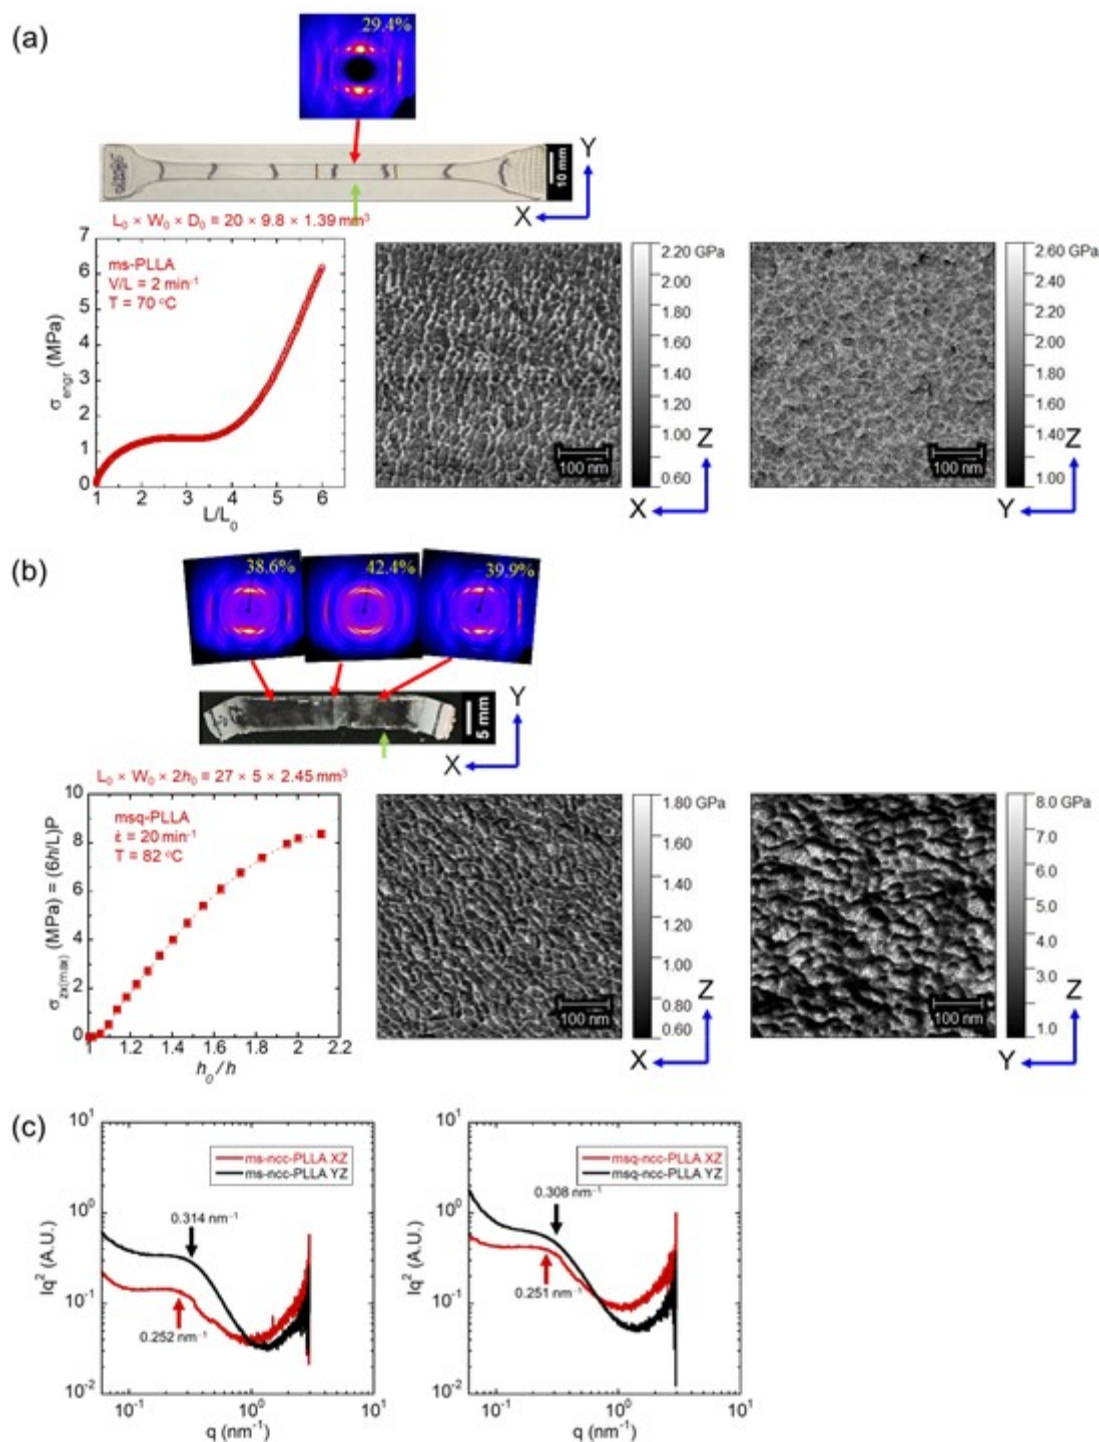 (a)
29.4%
10 mm
Y
X
L₀ × W₀ × D₀ = 20 × 9.8 × 1.39 mm³
7
6
5
4
3
2
1
0
σengr (MPa)
ms-PLLA
V/L = 2 min⁻¹
T = 70 °C
1 2 3 4 5 6
L/L₀
100 nm
2.20 GPa
2.00
1.80
1.60
1.40
1.20
1.00
0.60
Z
X
100 nm
2.60 GPa
2.40
2.20
2.00
1.80
1.60
1.40
1.00
Z
Y
(b)
38.6%
42.4%
39.9%
5 mm
Y
X
L₀ × W₀ × 2h₀ = 27 × 5 × 2.45 mm³
10
8
6
4
2
0
σzx(max) (MPa) = (6h/L)P
msq-PLLA
ε̇ = 20 min⁻¹
T = 82 °C
1 1.2 1.4 1.6 1.8 2 2.2
h₀/h
100 nm
1.80 GPa
1.60
1.40
1.20
1.00
0.80
0.60
Z
X
100 nm
8.0 GPa
7.0
6.0
5.0
4.0
3.0
1.0
Z
Y
(c)
10¹
10⁰
10⁻¹
10⁻²
Iq² (A.U.)
ms-ncc-PLLA XZ
ms-ncc-PLLA YZ
0.314 nm⁻¹
0.252 nm⁻¹
10⁻¹ 10⁰ 10¹
q (nm⁻¹)
10¹
10⁰
10⁻¹
10⁻²
Iq² (A.U.)
msq-ncc-PLLA XZ
msq-ncc-PLLA YZ
0.308 nm⁻¹
0.251 nm⁻¹
10⁻¹ 10⁰ 10¹
q (nm⁻¹)